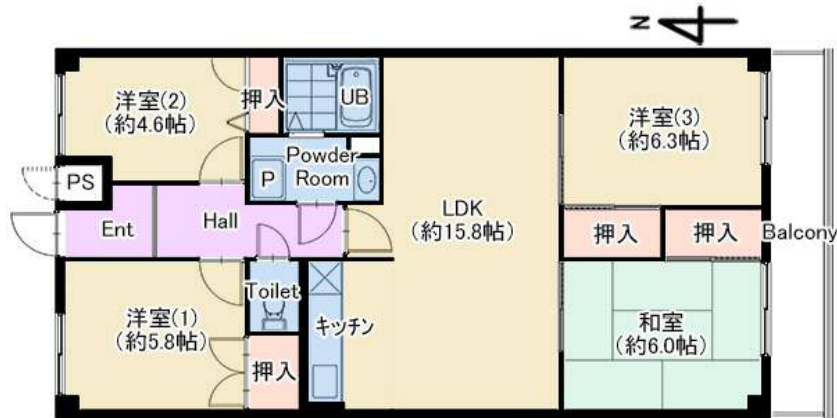 N
洋室(2)
(約4.6帖)
押入
UB
洋室(3)
(約6.3帖)
PS
P
Powder
Room
Ent
Hall
LDK
(約15.8帖)
押入
押入
Balcony
洋室(1)
(約5.8帖)
Toilet
押入
キッチン
和室
(約6.0帖)